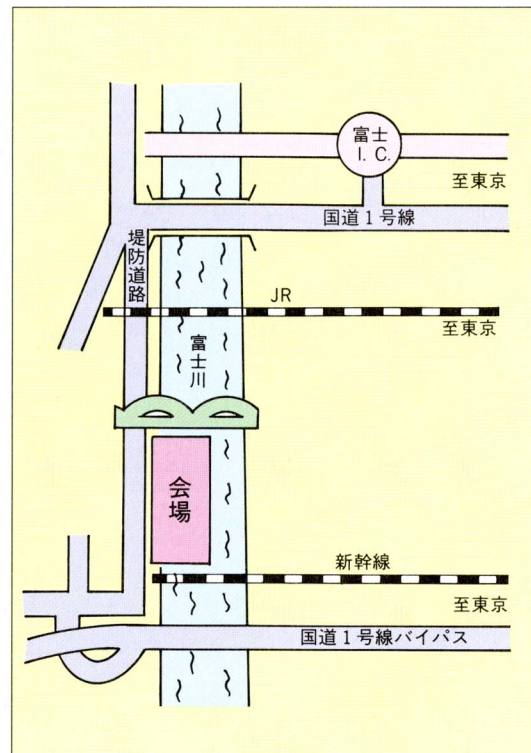 富士
I. C.
至東京
国道1号線
堤防道路
JR
至東京
富士川
会場
新幹線
至東京
国道1号線バイパス